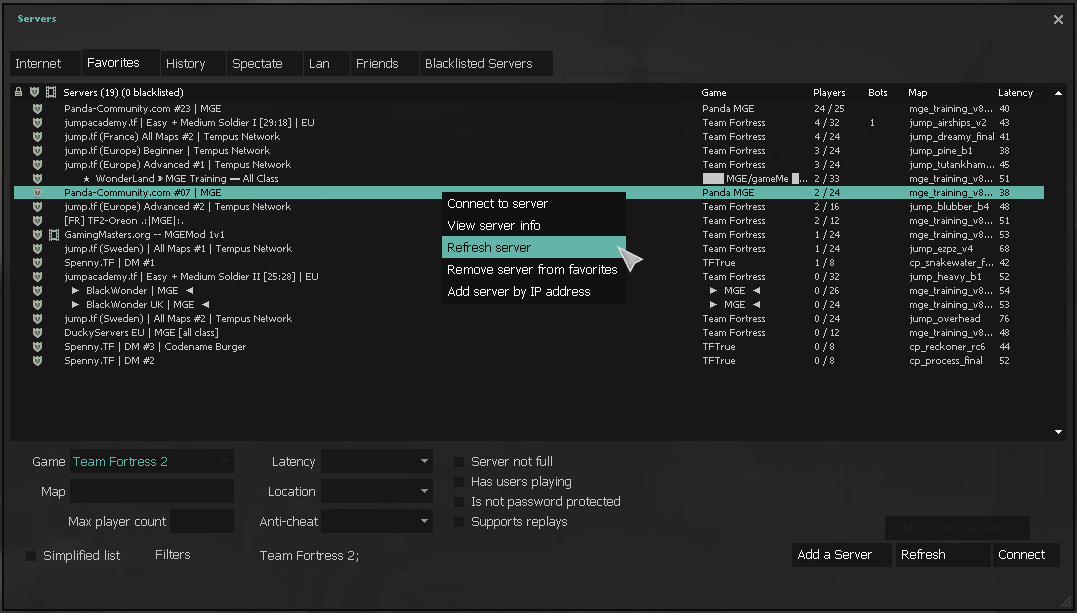 Servers
Internet Favorites History Spectate Lan Friends Blacklisted Servers
Servers (19) (0 blacklisted) Game Players Bots Map Latency
Panda-Community.com #23 | MGE Panda MGE 24 / 25 mge_training_v8... 40
jumpacademy.tf | Easy + Medium Soldier I [29:18] | EU Team Fortress 4 / 32 1 jump_airships_v2 43
jump.tf (France) All Maps #2 | Tempus Network Team Fortress 4 / 24 jump_dreamy_final 41
jump.tf (Europe) Beginner | Tempus Network Team Fortress 3 / 24 jump_pine_b1 38
jump.tf (Europe) Advanced #1 | Tempus Network Team Fortress 3 / 24 jump_tutankham... 45
★ WonderLand » MGE Training — All Class MGE/gameMe ... 2 / 33 mge_training_v8... 51
Panda-Community.com #07 | MGE Panda MGE 2 / 24 mge_training_v8... 38
jump.tf (Europe) Advanced #2 | Tempus Network Team Fortress 2 / 16 jump_blubber_b4 48
[FR] TF2-Oreon .:|MGE|:. Team Fortress 2 / 12 mge_training_v8... 51
GamingMasters.org -- MGEMod 1v1 Team Fortress 2 / 24 mge_training_v8... 53
jump.tf (Sweden) | All Maps #1 | Tempus Network Team Fortress 1 / 24 jump_ezpz_v4 68
Spenny.TF | DM #1 TFTrue 1 / 8 cp_snakewater_f... 42
jumpacademy.tf | Easy + Medium Soldier II [25:28] | EU Team Fortress 0 / 32 jump_heavy_b1 52
► BlackWonder | MGE ◄ ► MGE ◄ 0 / 26 mge_training_v8... 54
► BlackWonder UK | MGE ◄ ► MGE ◄ 0 / 24 mge_training_v8... 53
jump.tf (Sweden) | All Maps #2 | Tempus Network Team Fortress 0 / 24 jump_overhead 76
DuckyServers EU | MGE [all class] Team Fortress 0 / 12 mge_training_v8... 48
Spenny.TF | DM #3 | Codename Burger TFTrue 0 / 8 cp_reckoner_rc6 44
Spenny.TF | DM #2 TFTrue 0 / 8 cp_process_final 52
Connect to server
View server info
Refresh server
Remove server from favorites
Add server by IP address
Game Team Fortress 2 Latency Server not full
Has users playing
Map Location Is not password protected
Max player count Anti-cheat Supports replays
Add Current Server
Simplified list Filters Team Fortress 2; Add a Server Refresh Connect